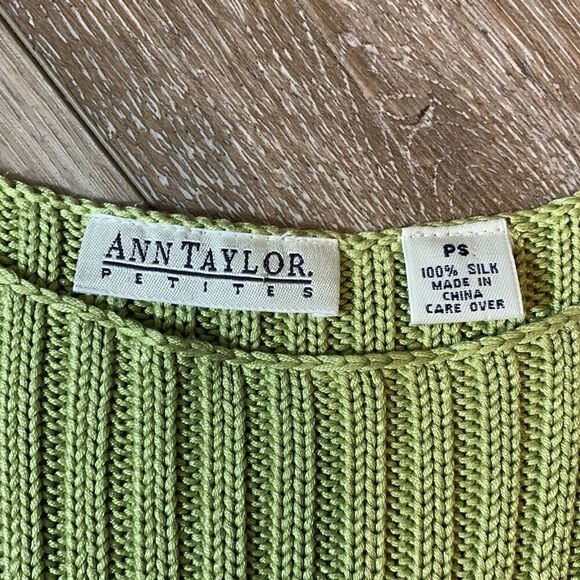 ANN TAYLOR.
PETITES
PS
100% SILK
MADE IN
CHINA
CARE OVER